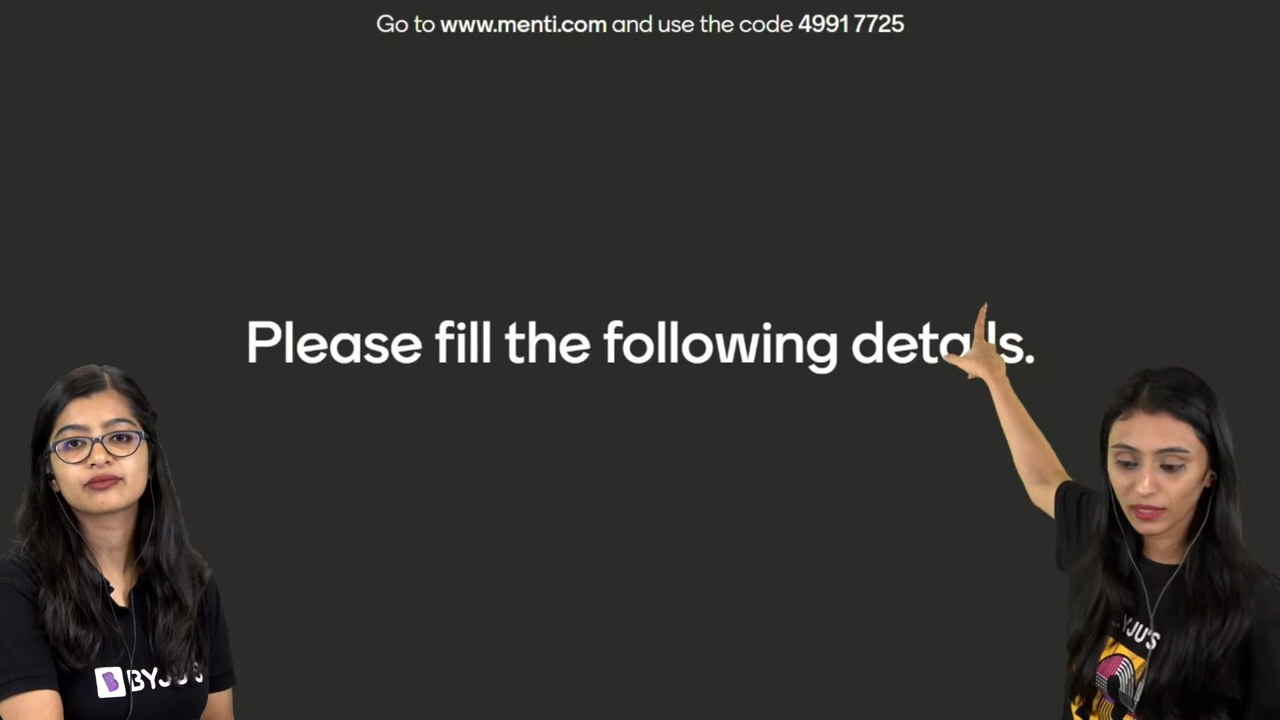 Go to www.menti.com and use the code 4991 7725
Please fill the following details.
BYJU'S
BYJU'S